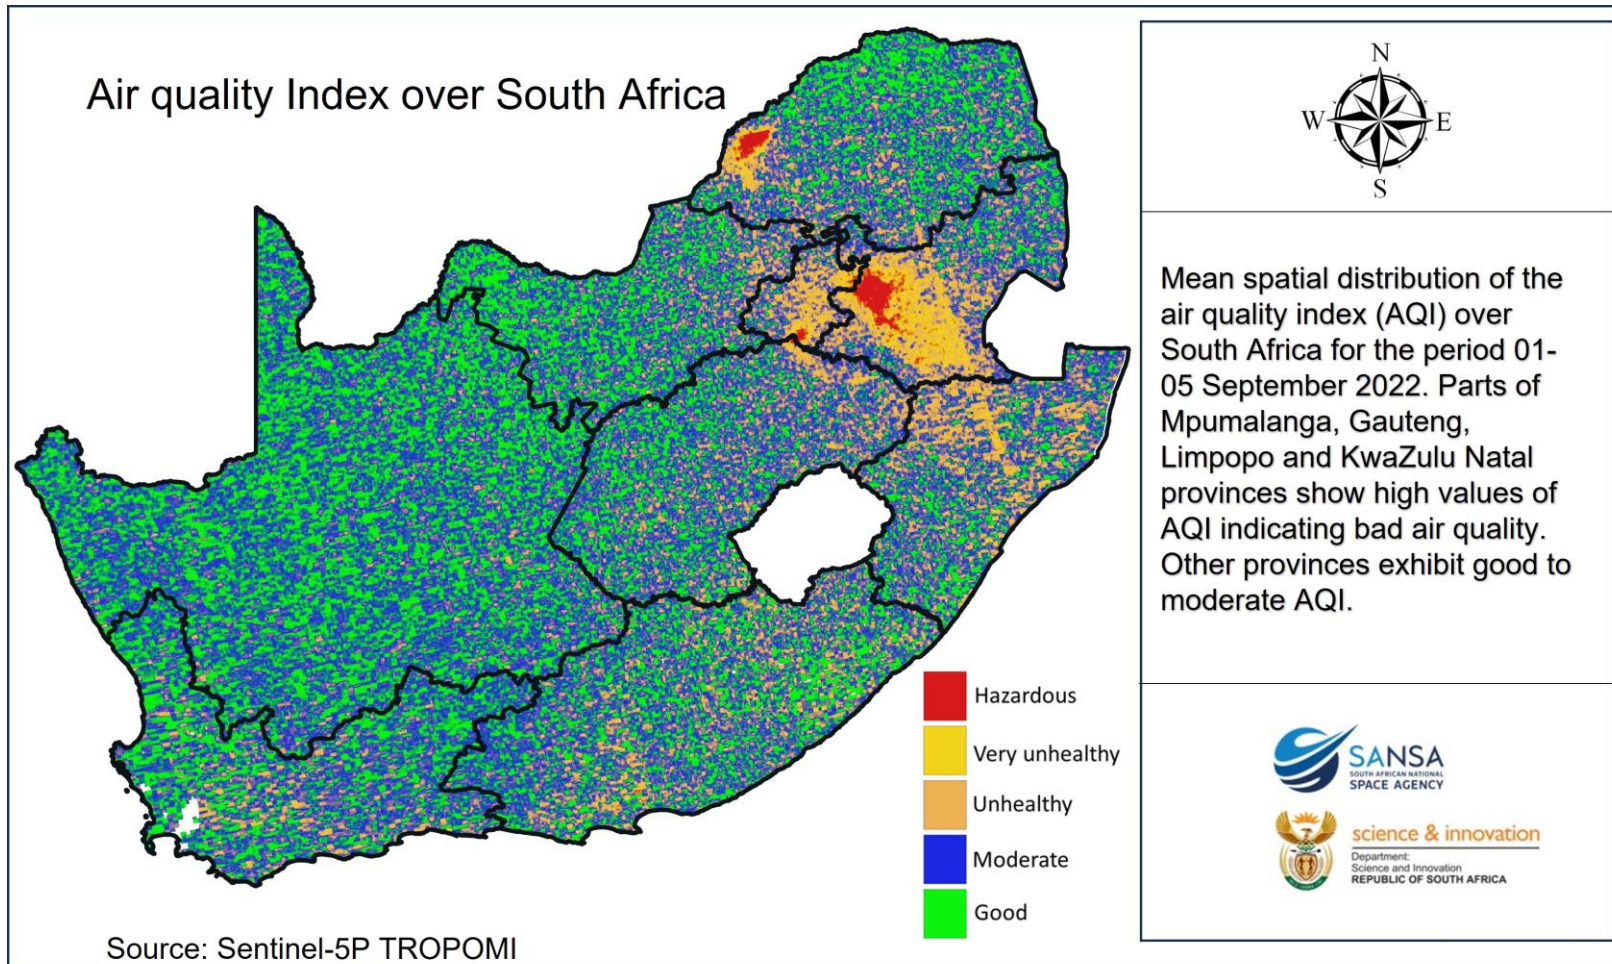 Air quality Index over South Africa
N
W
E
S
Mean spatial distribution of the
air quality index (AQI) over
South Africa for the period 01-
05 September 2022. Parts of
Mpumalanga, Gauteng,
Limpopo and KwaZulu Natal
provinces show high values of
AQI indicating bad air quality.
Other provinces exhibit good to
moderate AQI.
Hazardous
Very unhealthy
Unhealthy
Moderate
Good
SANSA
SOUTH AFRICAN NATIONAL
SPACE AGENCY
science & innovation
Department:
Science and Innovation
REPUBLIC OF SOUTH AFRICA
Source: Sentinel-5P TROPOMI